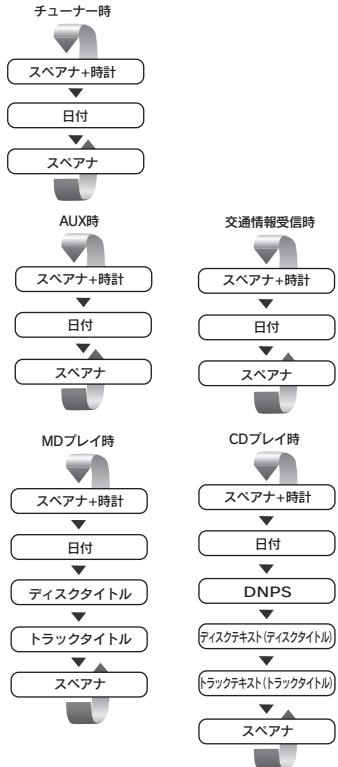 チューナー時
スペアナ+時計
日付
スペアナ
AUX時
スペアナ+時計
日付
スペアナ
交通情報受信時
スペアナ+時計
日付
スペアナ
MDプレイ時
スペアナ+時計
日付
ディスクタイトル
トラックタイトル
スペアナ
CDプレイ時
スペアナ+時計
日付
DNPS
ディスクテキスト(ディスクタイトル)
トラックテキスト(トラックタイトル)
スペアナ